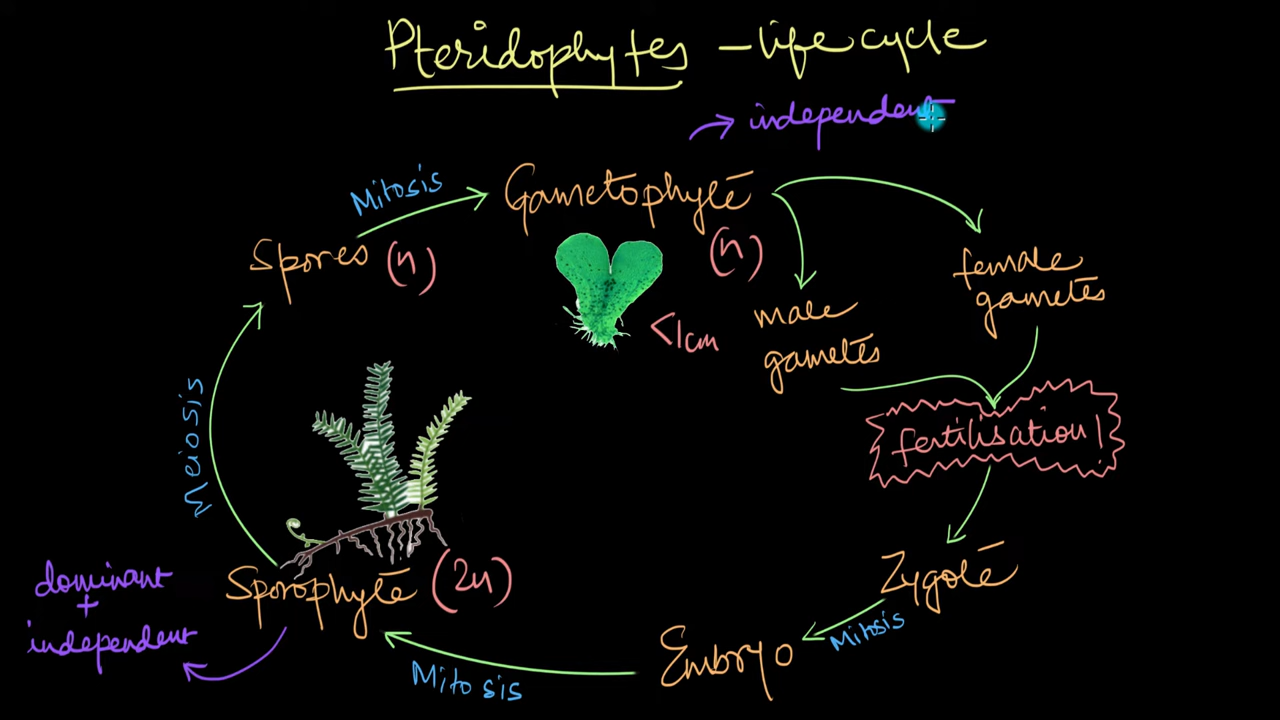 Pteridophytes - life cycle
independent
Mitosis
Gametophyte
Spores (n)
(n)
female
gametes
male
gametes
<1cm
Meiosis
fertilisation!
Zygote
dominant
+
independent
Sporophyte (2n)
Mitosis
Embryo
Mitosis